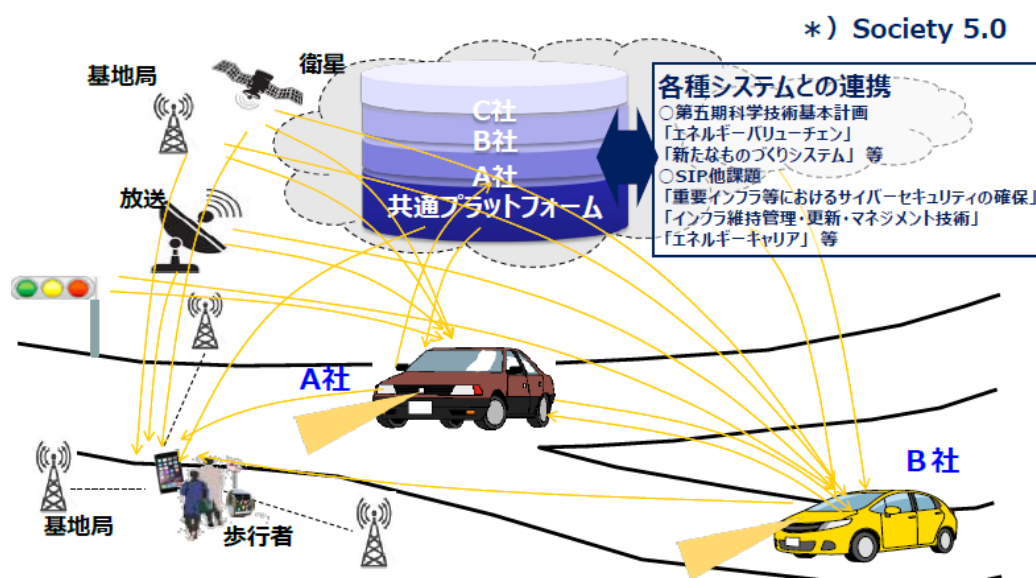 *）Society 5.0
衛星
基地局
各種システムとの連携
○第五期科学技術基本計画
「エネルギーバリューチェン」
「新たなものづくりシステム」 等
○SIP他課題
「重要インフラ等におけるサイバーセキュリティの確保」
「インフラ維持管理・更新・マネジメント技術」
「エネルギーキャリア」 等
C社
B社
A社
共通プラットフォーム
放送
A社
B社
基地局
歩行者